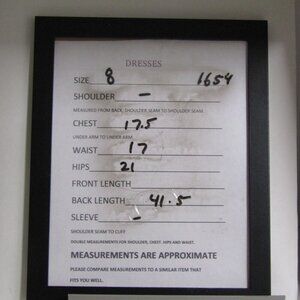 DRESSES
SIZE 8 1654
SHOULDER -
MEASURED FROM BACK, SHOULDER SEAM TO SHOULDER SEAM
CHEST 17.5
UNDER ARM TO UNDER ARM
WAIST 17
HIPS 21
FRONT LENGTH
BACK LENGTH 41.5
SLEEVE -
SHOULDER SEAM TO CUFF
DOUBLE MEASUREMENTS FOR SHOULDER, CHEST, HIPS AND WAIST.
MEASUREMENTS ARE APPROXIMATE
PLEASE COMPARE MEASUREMENTS TO A SIMILAR ITEM THAT
FITS YOU WELL.